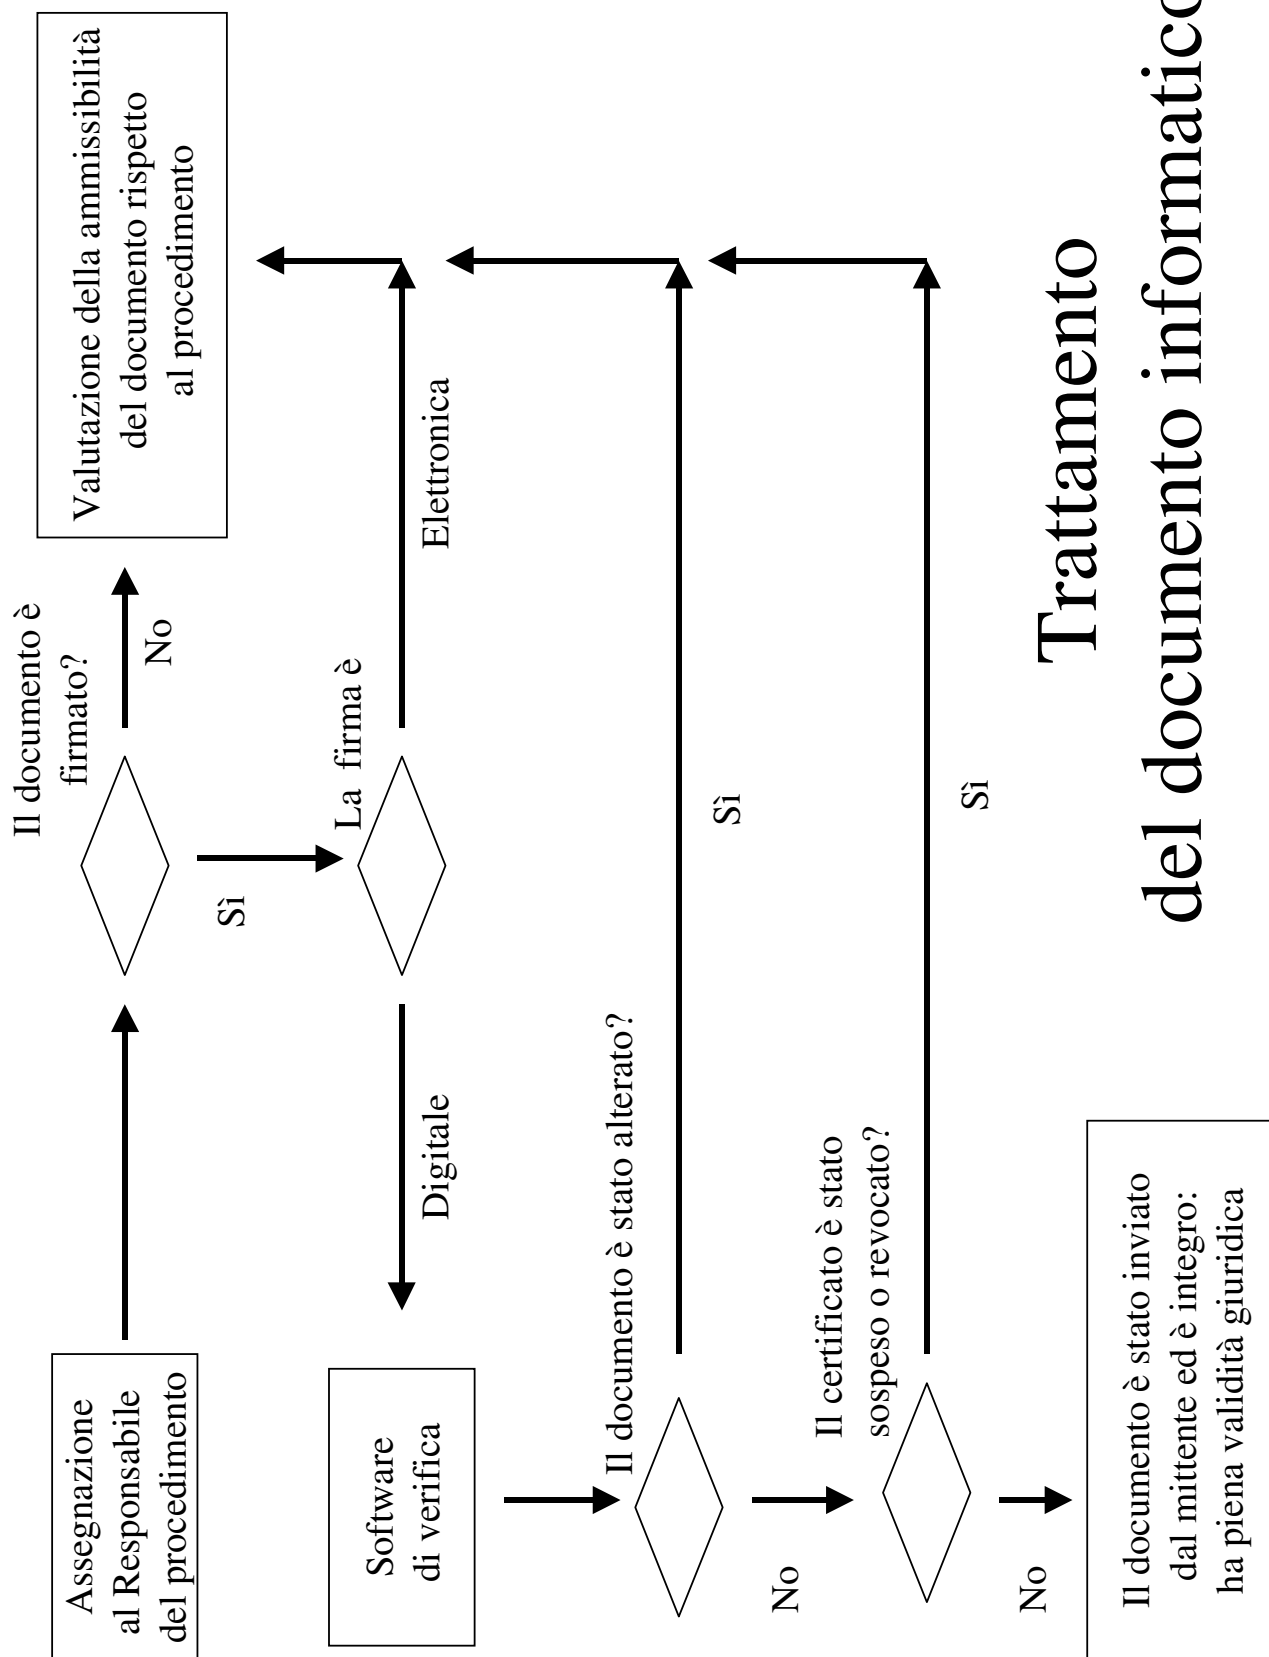 Assegnazione
al Responsabile
del procedimento
Il documento è
firmato?
No
Valutazione della ammissibilità
del documento rispetto
al procedimento
Sì
La firma è
Elettronica
Digitale
Software
di verifica
Il documento è stato alterato?
Sì
No
Il certificato è stato
sospeso o revocato?
Sì
No
Il documento è stato inviato
dal mittente ed è integro:
ha piena validità giuridica
Trattamento
del documento informatico